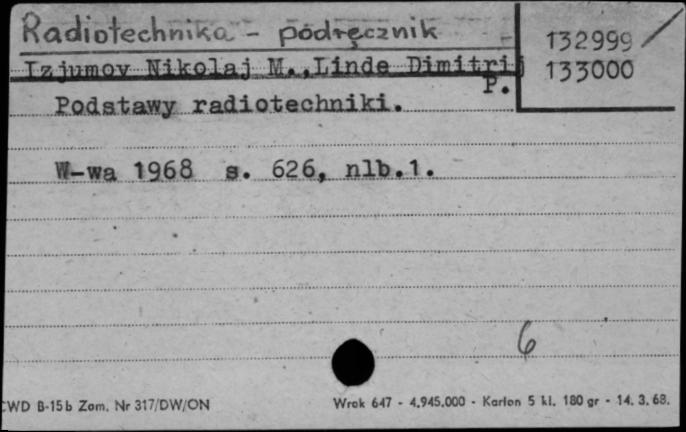 Radiotechnika - podręcznik
132999 /
Izjumov Nikolaj M., Linde Dimitrij
P.
133000
Podstawy radiotechniki.
W-wa 1968 s. 626, nlb.1.
6
CWD B-15b Zam. Nr 317/DW/ON
Wrok 647 - 4.945.000 - Karton 5 kl. 180 gr - 14. 3. 68.